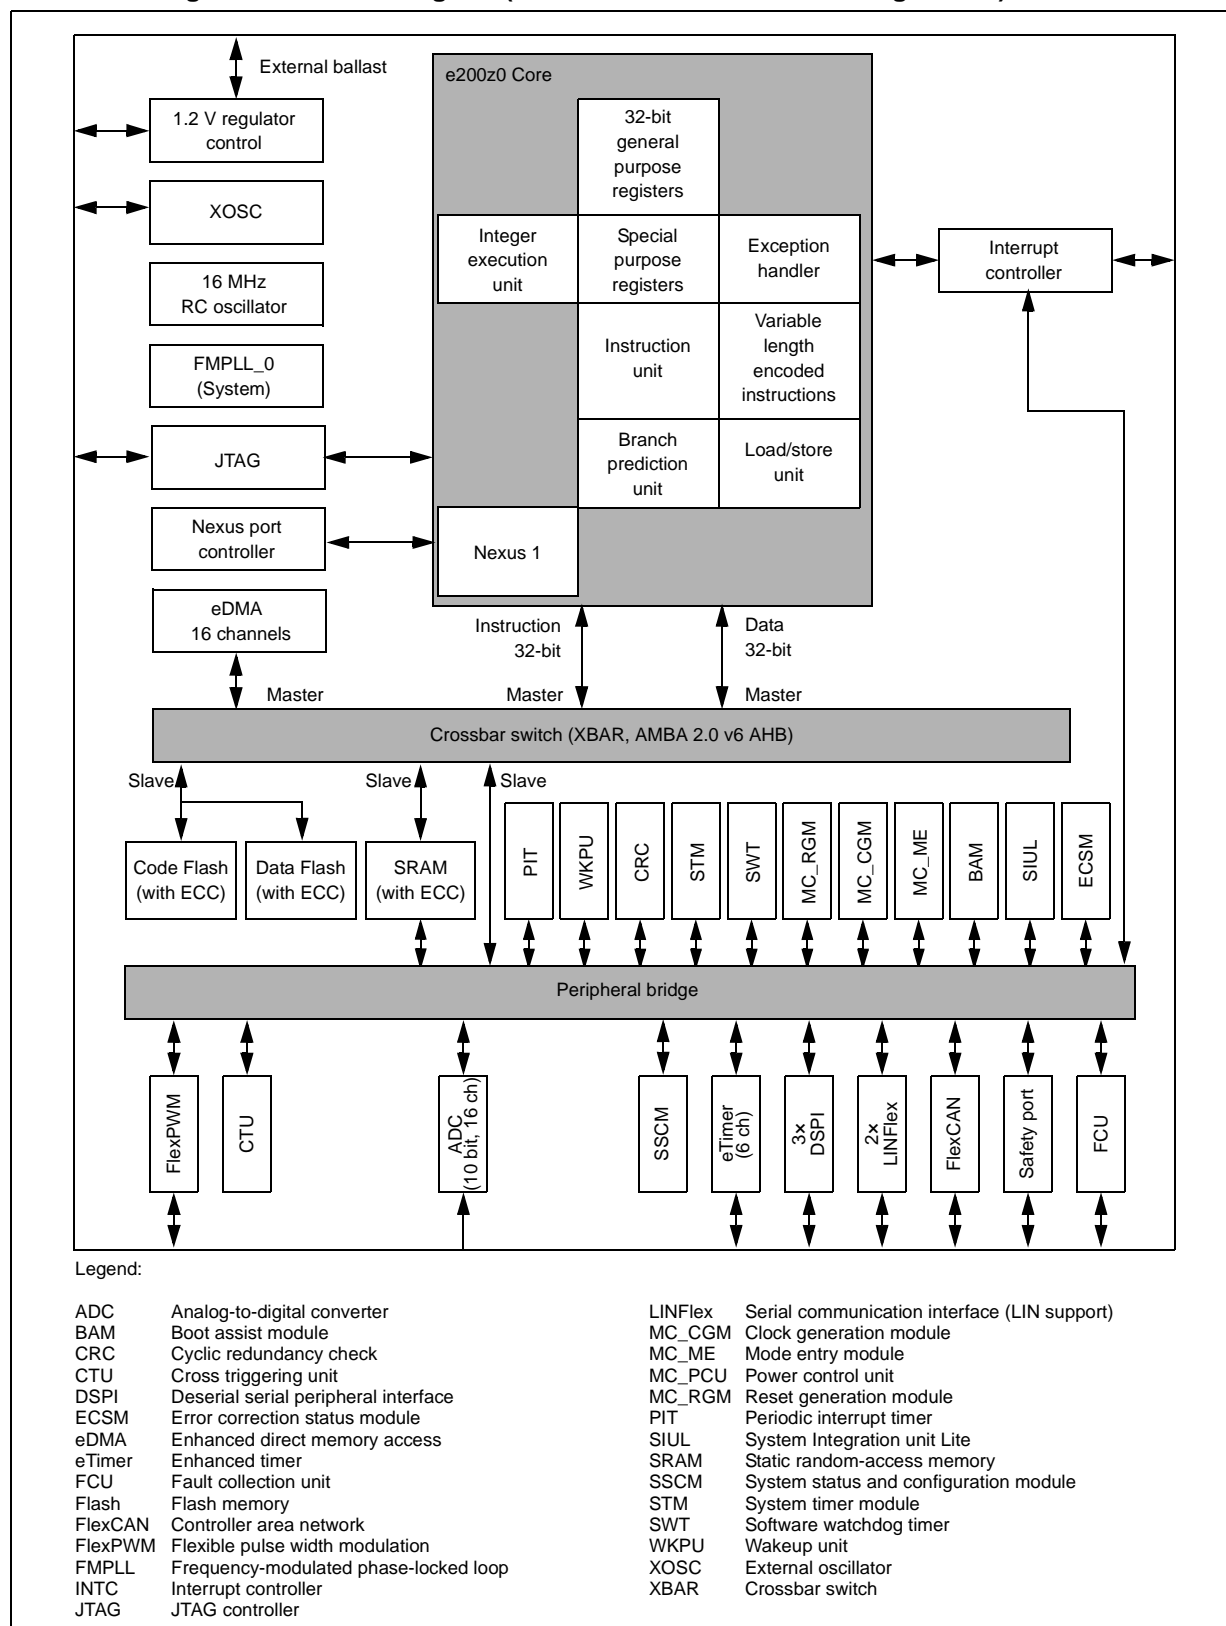 External ballast
e200z0 Core
1.2 V regulator
control
32-bit
general
purpose
registers
XOSC
Integer
execution
unit
Special
purpose
registers
Exception
handler
Interrupt
controller
16 MHz
RC oscillator
Instruction
unit
Variable
length
encoded
instructions
FMPLL_0
(System)
JTAG
Branch
prediction
unit
Load/store
unit
Nexus port
controller
Nexus 1
eDMA
16 channels
Instruction
32-bit
Data
32-bit
Master
Master
Master
Crossbar switch (XBAR, AMBA 2.0 v6 AHB)
Slave
Slave
Slave
Code Flash
(with ECC)
Data Flash
(with ECC)
SRAM
(with ECC)
PIT
WKPU
CRC
STM
SWT
MC_RGM
MC_CGM
MC_ME
BAM
SIUL
ECSM
Peripheral bridge
FlexPWM
CTU
ADC
(10 bit, 16 ch)
SSCM
eTimer
(6 ch)
3×
DSPI
2×
LINFlex
FlexCAN
Safety port
FCU
Legend:
ADC Analog-to-digital converter
BAM Boot assist module
CRC Cyclic redundancy check
CTU Cross triggering unit
DSPI Deserial serial peripheral interface
ECSM Error correction status module
eDMA Enhanced direct memory access
eTimer Enhanced timer
FCU Fault collection unit
Flash Flash memory
FlexCAN Controller area network
FlexPWM Flexible pulse width modulation
FMPLL Frequency-modulated phase-locked loop
INTC Interrupt controller
JTAG JTAG controller
LINFlex Serial communication interface (LIN support)
MC_CGM Clock generation module
MC_ME Mode entry module
MC_PCU Power control unit
MC_RGM Reset generation module
PIT Periodic interrupt timer
SIUL System Integration unit Lite
SRAM Static random-access memory
SSCM System status and configuration module
STM System timer module
SWT Software watchdog timer
WKPU Wakeup unit
XOSC External oscillator
XBAR Crossbar switch